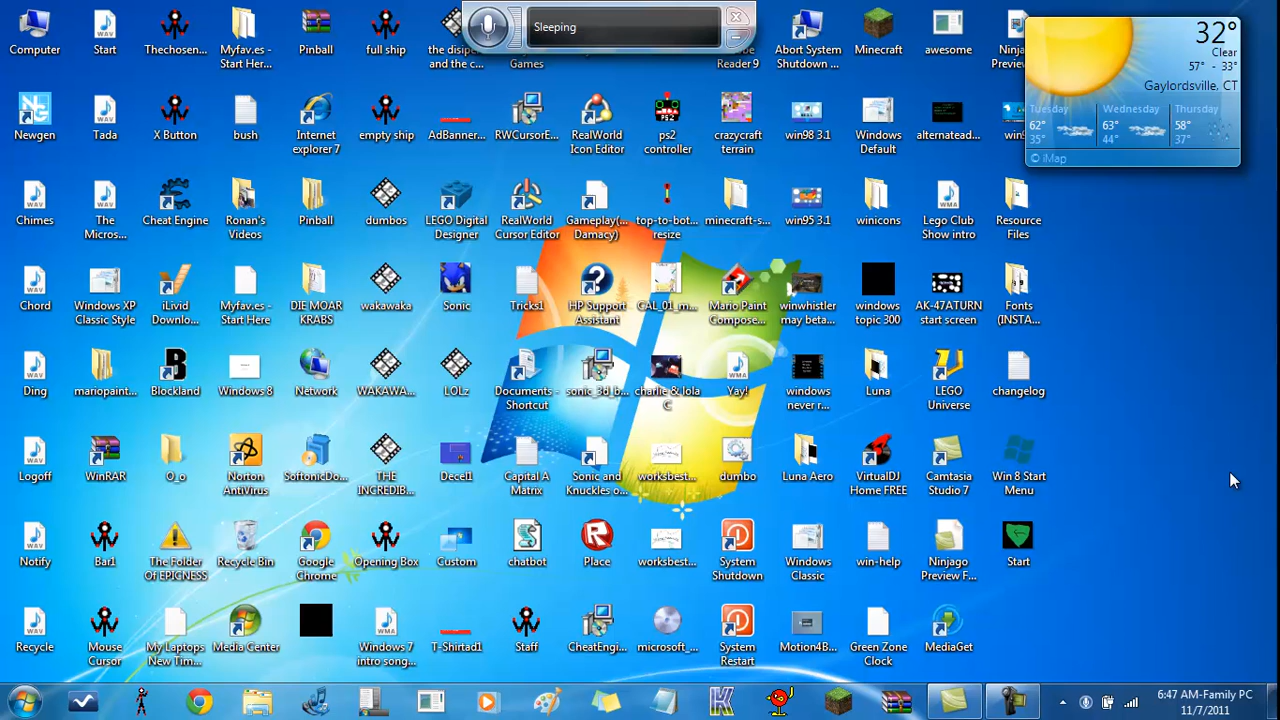 Sleeping
Computer
Start
Thechosen...
Myfav.es -
Start Her...
Pinball
full ship
the disipe...
and the c...
Games
Reader 9
Abort System
Shutdown ...
Minecraft
awesome
Ninjago
Previe...
32°
Clear
57° - 33°
Gaylordsville, CT
Tuesday
62°
35°
Wednesday
63°
44°
Thursday
58°
37°
© iMap
Newgen
Tada
X Button
bush
Internet
explorer 7
empty ship
AdBanner...
RWCursorE...
RealWorld
Icon Editor
ps2
controller
crazycraft
terrain
win98 3.1
Windows
Default
alternatead...
Chimes
The
Micros...
Cheat Engine
Ronan's
Videos
Pinball
dumbos
LEGO Digital
Designer
RealWorld
Cursor Editor
Gameplay(...
Damacy)
top-to-bot...
resize
minecraft-s...
win95 3.1
winicons
Lego Club
Show intro
Resource
Files
Chord
Windows XP
Classic Style
iLivid
Downlo...
Myfav.es -
Start Here
DIE MOAR
KRABS
wakawaka
Sonic
Tricks1
HP Support
Assistant
CAL_01_m...
Mario Paint
Compose...
winwhistler
may beta...
windows
topic 300
AK-47ATURN
start screen
Fonts
(INSTA...
Ding
mariopaint...
Blockland
Windows 8
Network
WAKAWA...
LOLz
Documents -
Shortcut
sonic_3d_b...
charlie & lola
C
Yay!
windows
never r...
Luna
LEGO
Universe
changelog
Logoff
WinRAR
O_o
Norton
AntiVirus
SoftonicDo...
THE
INCREDIB...
Decel1
Capital A
Matrix
Sonic and
Knuckles o...
worksbest...
dumbo
Luna Aero
VirtualDJ
Home FREE
Camtasia
Studio 7
Win 8 Start
Menu
Notify
Bar1
The Folder
Of EPICNESS
Recycle Bin
Google
Chrome
Opening Box
Custom
chatbot
Place
worksbest...
System
Shutdown
Windows
Classic
win-help
Ninjago
Preview F...
Start
Recycle
Mouse
Cursor
My Laptops
New Tim...
Media Center
Windows 7
intro song...
T-Shirtad1
Staff
CheatEngi...
microsoft_...
System
Restart
Motion4B...
Green Zone
Clock
MediaGet
6:47 AM-Family PC
11/7/2011